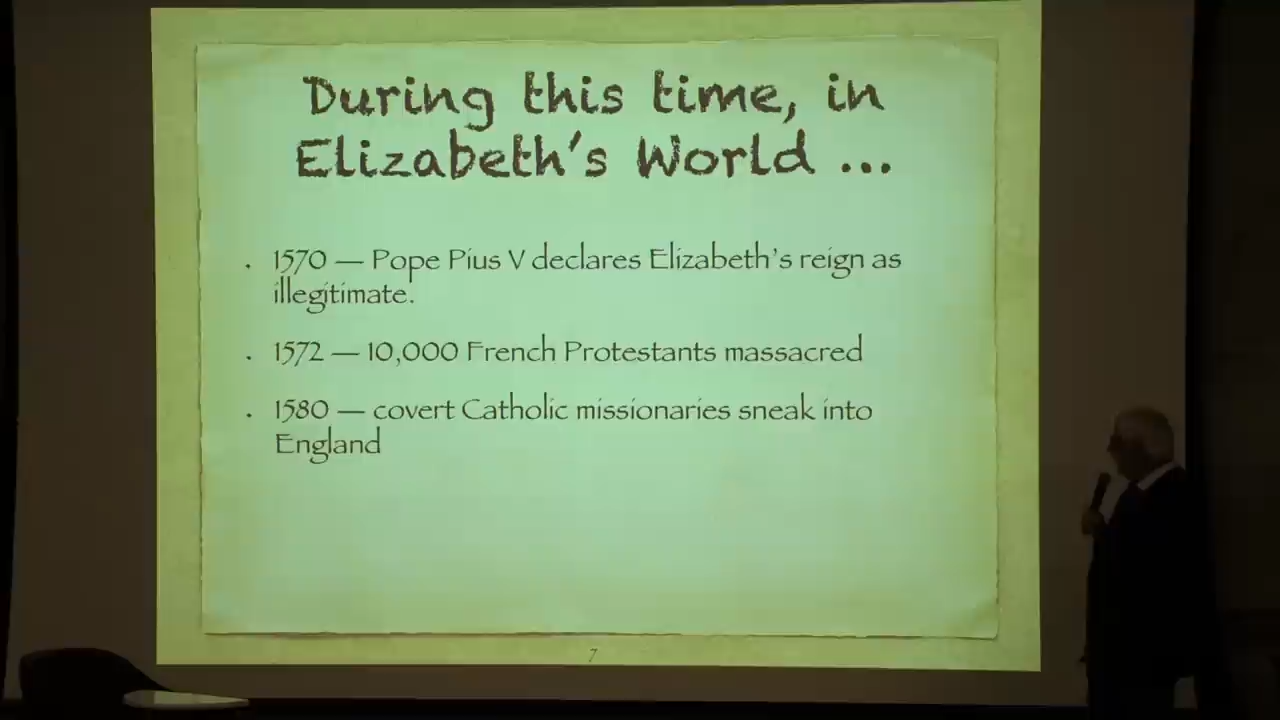 During this time, in
Elizabeth's World ...
. 1570 — Pope Pius V declares Elizabeth's reign as
illegitimate.
. 1572 — 10,000 French Protestants massacred
. 1580 — covert Catholic missionaries sneak into
England
7